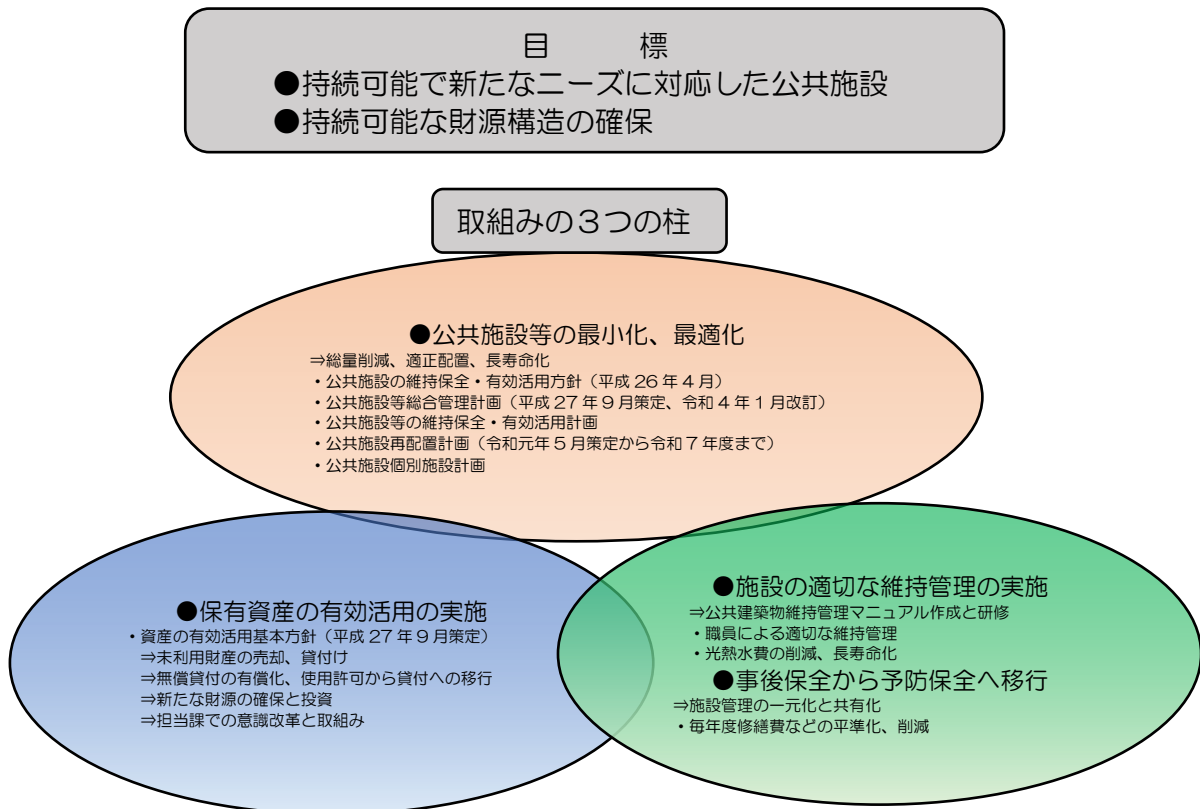 目　標
●持続可能で新たなニーズに対応した公共施設
●持続可能な財源構造の確保
取組みの３つの柱
●公共施設等の最小化、最適化
⇒総量削減、適正配置、長寿命化
・公共施設の維持保全・有効活用方針（平成 26 年 4 月）
・公共施設等総合管理計画（平成 27 年 9 月策定、令和 4 年 1 月改訂）
・公共施設等の維持保全・有効活用計画
・公共施設再配置計画（令和元年 5 月策定から令和 7 年度まで）
・公共施設個別施設計画
●保有資産の有効活用の実施
・資産の有効活用基本方針（平成 27 年 9 月策定）
⇒未利用財産の売却、貸付け
⇒無償貸付の有償化、使用許可から貸付への移行
⇒新たな財源の確保と投資
⇒担当課での意識改革と取組み
●施設の適切な維持管理の実施
⇒公共建築物維持管理マニュアル作成と研修
・職員による適切な維持管理
・光熱水費の削減、長寿命化
●事後保全から予防保全へ移行
⇒施設管理の一元化と共有化
・毎年度修繕費などの平準化、削減